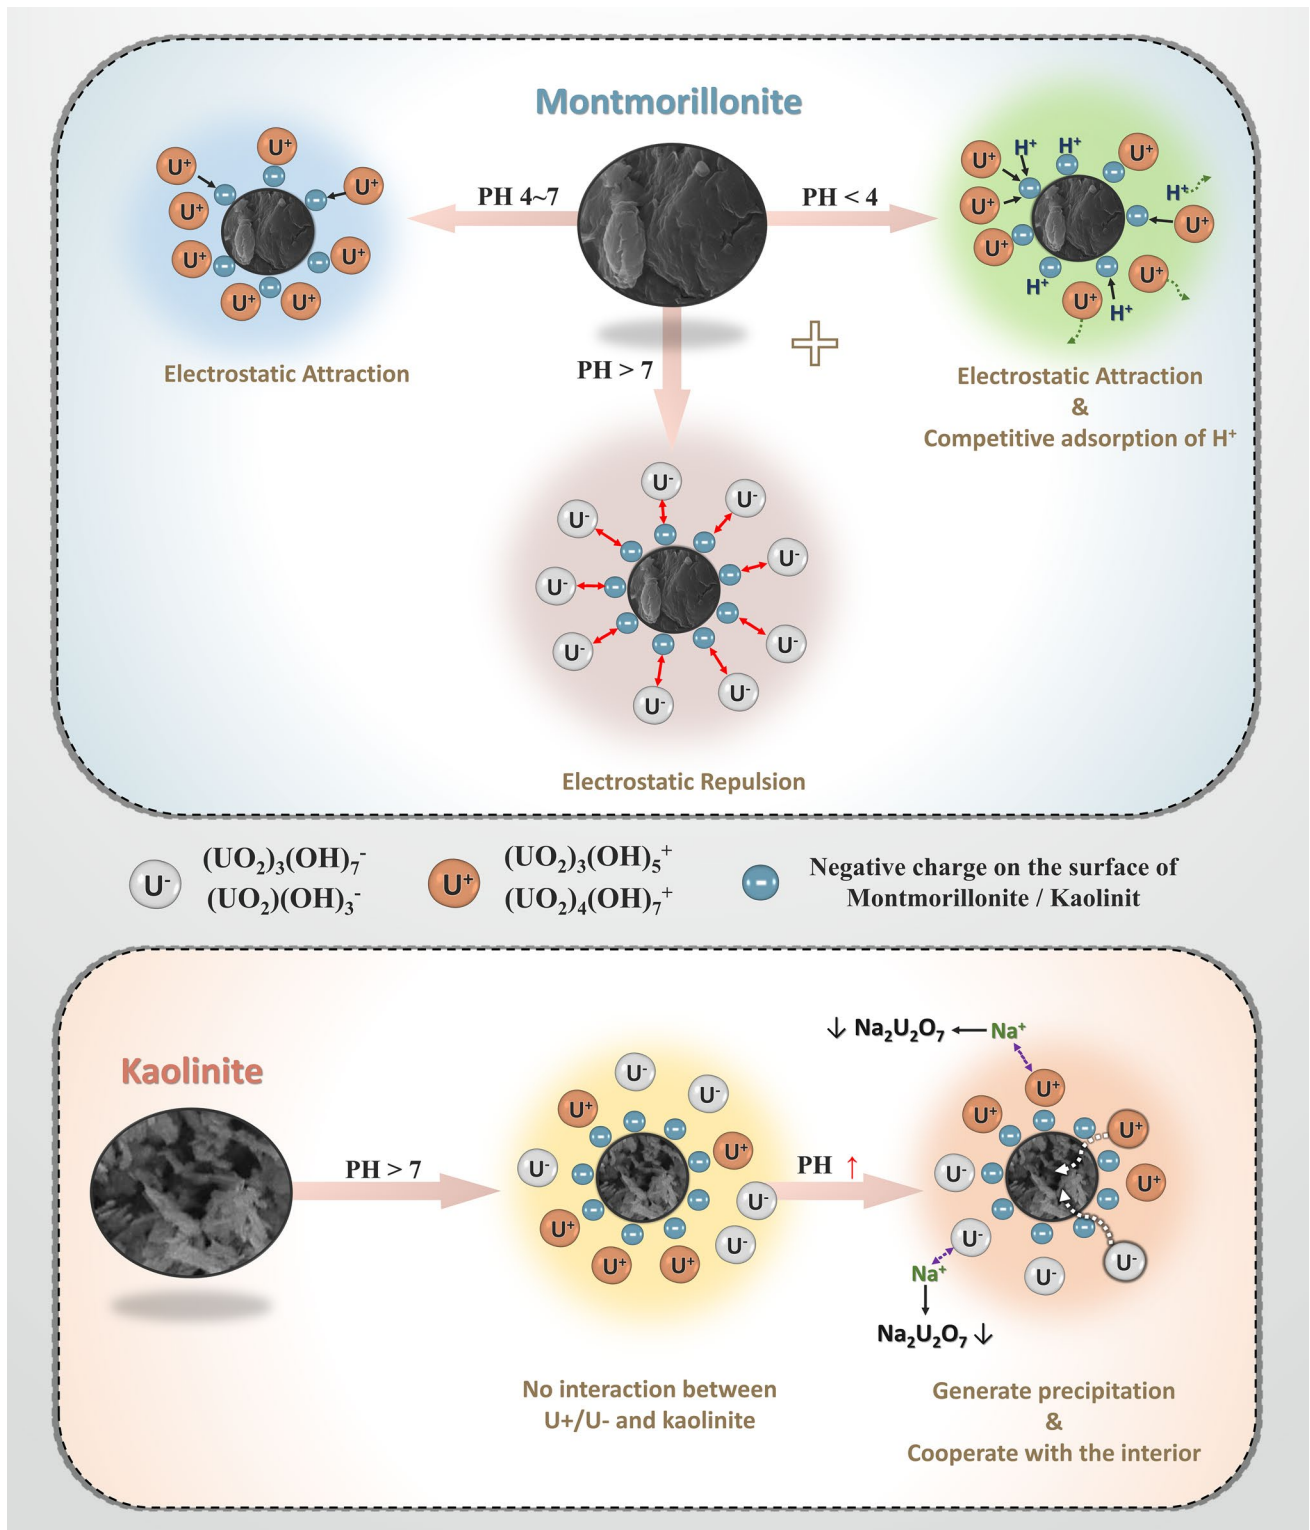 Montmorillonite
PH 4~7
PH < 4
PH > 7
U⁺
U⁺
U⁺
U⁺
U⁺
U⁺
U⁺
U⁺
Electrostatic Attraction
U⁺
H⁺
H⁺
U⁺
U⁺
H⁺
U⁺
U⁺
U⁺
H⁺
U⁺
H⁺
Electrostatic Attraction
&
Competitive adsorption of H⁺
U⁻
U⁻
U⁻
U⁻
U⁻
U⁻
U⁻
U⁻
U⁻
Electrostatic Repulsion
U⁻
(UO₂)₃(OH)₇⁻
(UO₂)(OH)₃⁻
U⁺
(UO₂)₃(OH)₅⁺
(UO₂)₄(OH)₇⁺
Negative charge on the surface of
Montmorillonite / Kaolinit
Kaolinite
PH > 7
U⁻
U⁻
U⁺
U⁺
U⁻
U⁻
U⁺
U⁻
U⁺
U⁺
No interaction between
U+/U- and kaolinite
PH ↑
↓ Na₂U₂O₇
Na⁺
U⁺
U⁺
U⁺
U⁻
U⁺
U⁻
U⁻
U⁻
Na⁺
Na₂U₂O₇ ↓
Generate precipitation
&
Cooperate with the interior